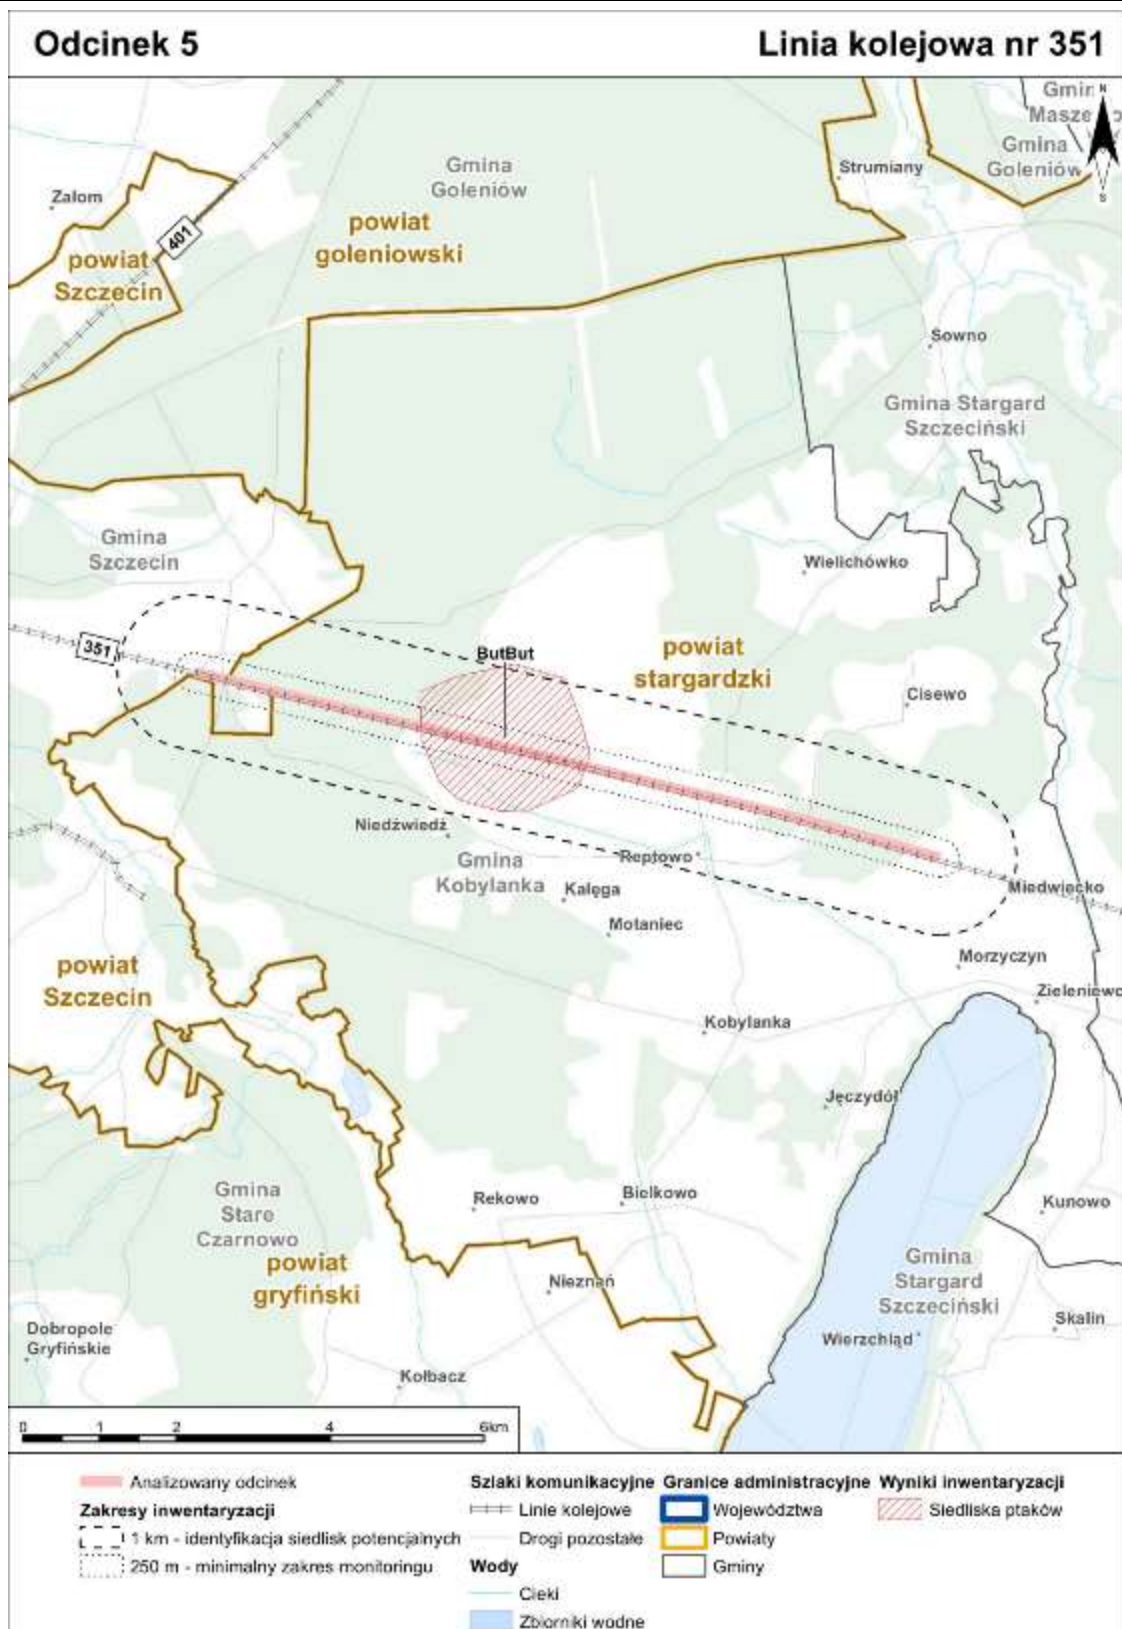 Odcinek 5
Linia kolejowa nr 351
Gmina
Goleniów
Strumiany
Gmina
Goleniów
N
S
Załom
401
powiat
Szczecin
powiat
goleniowski
Sowno
Gmina Stargard
Szczeciński
Gmina
Szczecin
Wielichówko
351
ButBut
powiat
stargardzki
Cisewo
Niedźwiedź
Gmina
Kobylanka
Reptowo
Kałęga
Miedwiecko
Motaniec
powiat
Szczecin
Morzyczyn
Zieleniewo
Kobylanka
Jęczydół
Gmina
Stare
Czarnowo
powiat
gryfiński
Rekowo
Bielkowo
Kunowo
Gmina
Stargard
Szczeciński
Nieznań
Skalin
Wierzchląd
Dobropole
Gryfińskie
Kołbacz
0 1 2 4 6km
Analizowany odcinek
Zakresy inwentaryzacji
1 km - identyfikacja siedlisk potencjalnych
250 m - minimalny zakres monitoringu
Szlaki komunikacyjne
Linie kolejowe
Drogi pozostałe
Wody
Cieki
Zbiorniki wodne
Granice administracyjne
Województwa
Powiaty
Gminy
Wyniki inwentaryzacji
Siedliska ptaków